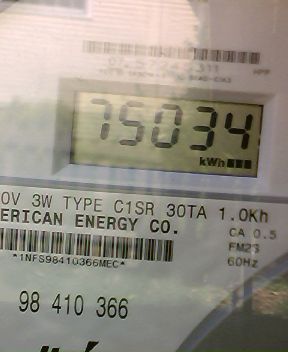 75034
kWh
0V 3W TYPE C1SR 30TA 1.0Kh
ERICAN ENERGY CO.
CA 0.5
FM2S
60Hz
*1NFS98410366MEC*
98 410 366